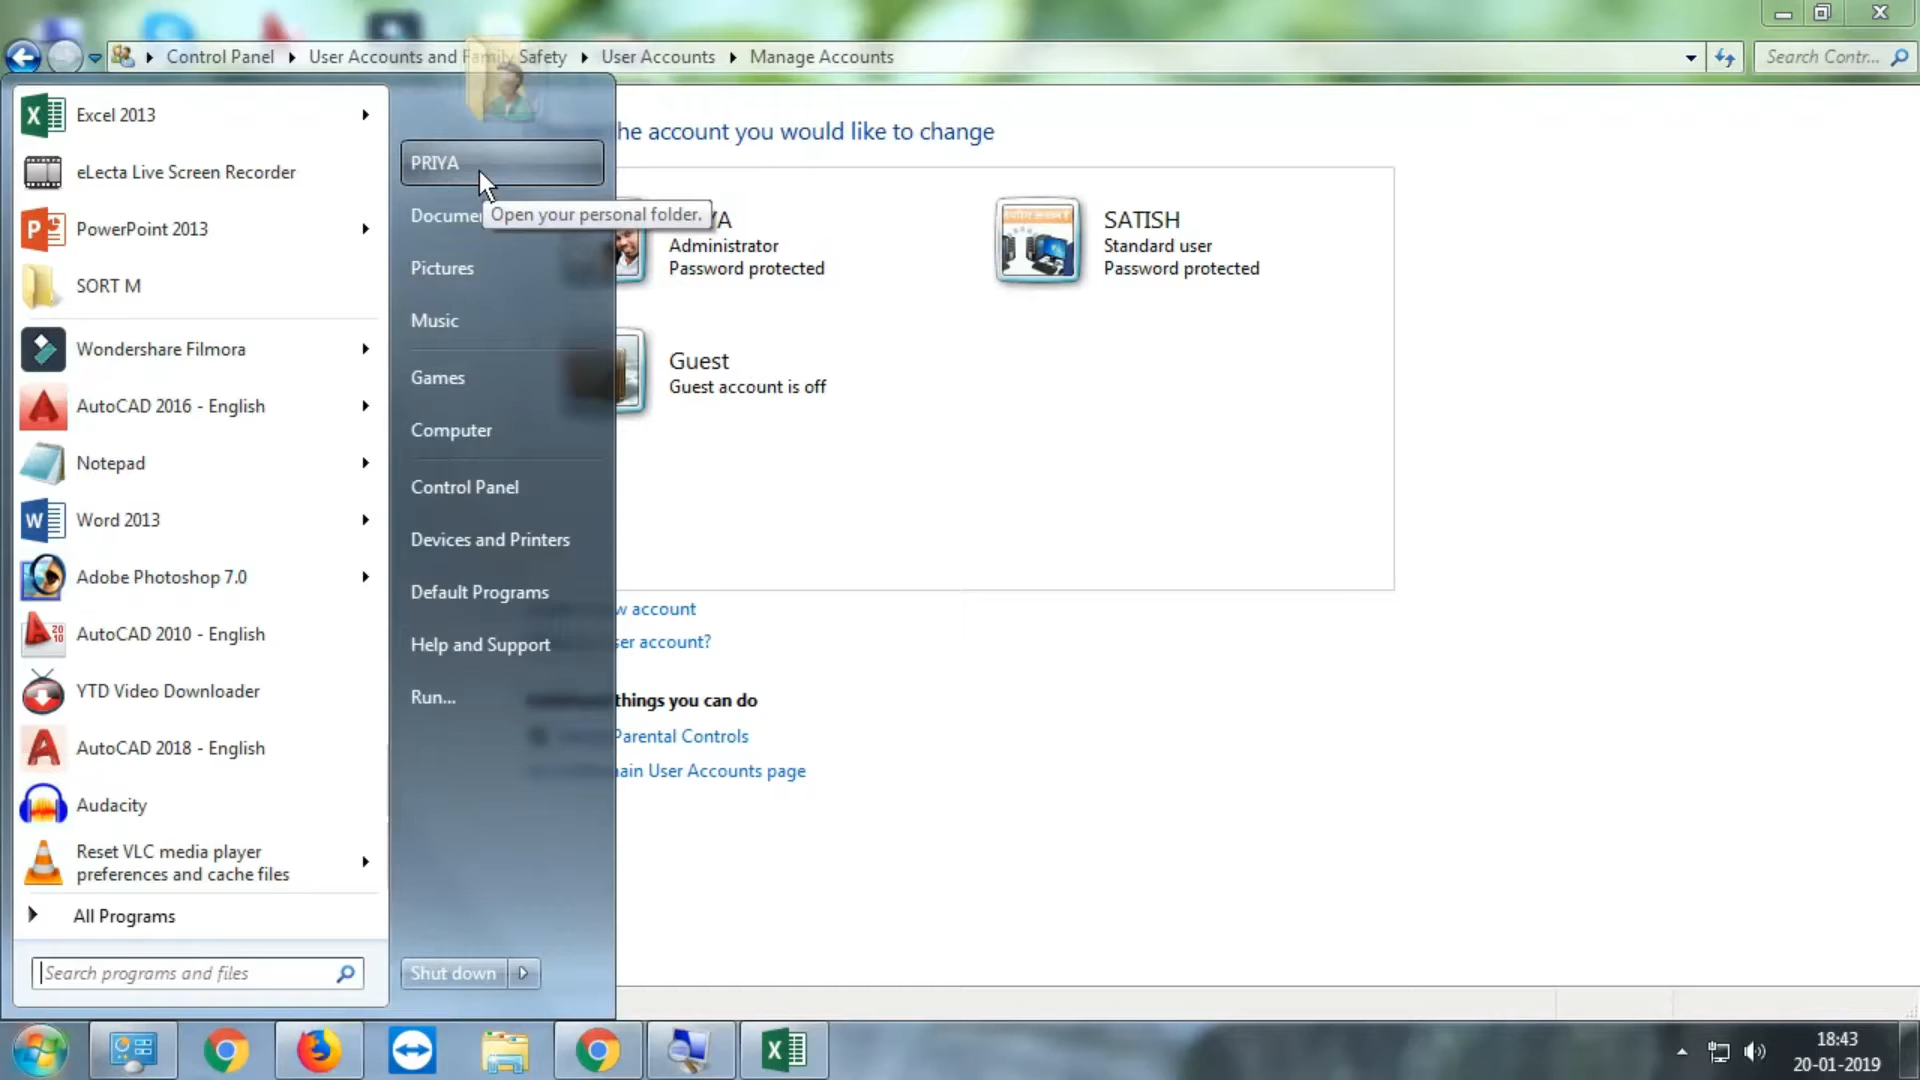 Control Panel
User Accounts and Family Safety
User Accounts
Manage Accounts
Search Contr...
Excel 2013
eLecta Live Screen Recorder
PowerPoint 2013
SORT M
Wondershare Filmora
AutoCAD 2016 - English
Notepad
Word 2013
Adobe Photoshop 7.0
AutoCAD 2010 - English
YTD Video Downloader
AutoCAD 2018 - English
Audacity
Reset VLC media player
preferences and cache files
All Programs
Search programs and files
PRIYA
Open your personal folder.
Docume
Pictures
Music
Games
Computer
Control Panel
Devices and Printers
Default Programs
Help and Support
Run...
Shut down
he account you would like to change
YA
Administrator
Password protected
SATISH
Standard user
Password protected
Guest
Guest account is off
w account
ser account?
things you can do
Parental Controls
ain User Accounts page
18:43
20-01-2019